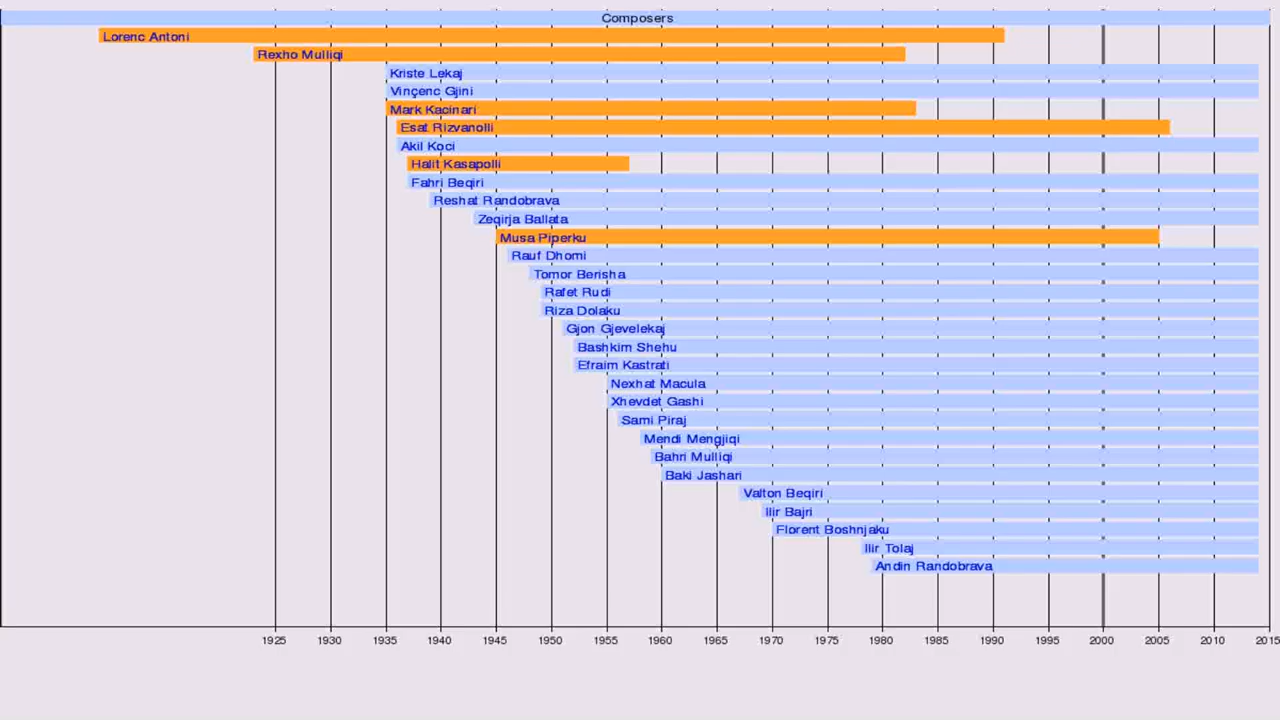 Composers
Lorenc Antoni
Rexho Mulliqi
Kriste Lekaj
Vinçenc Gjini
Mark Kacinari
Esat Rizvanolli
Akil Koci
Halit Kasapolli
Fahri Beqiri
Reshat Randobrava
Zeqirja Ballata
Musa Piperku
Rauf Dhomi
Tomor Berisha
Rafet Rudi
Riza Dolaku
Gjon Gjevelekaj
Bashkim Shehu
Efraim Kastrati
Nexhat Macula
Xhevdet Gashi
Sami Piraj
Mendi Mengjiqi
Bahri Mulliqi
Baki Jashari
Valton Beqiri
Ilir Bajri
Florent Boshnjaku
Ilir Tolaj
Andin Randobrava
1925 1930 1935 1940 1945 1950 1955 1960 1965 1970 1975 1980 1985 1990 1995 2000 2005 2010 2015